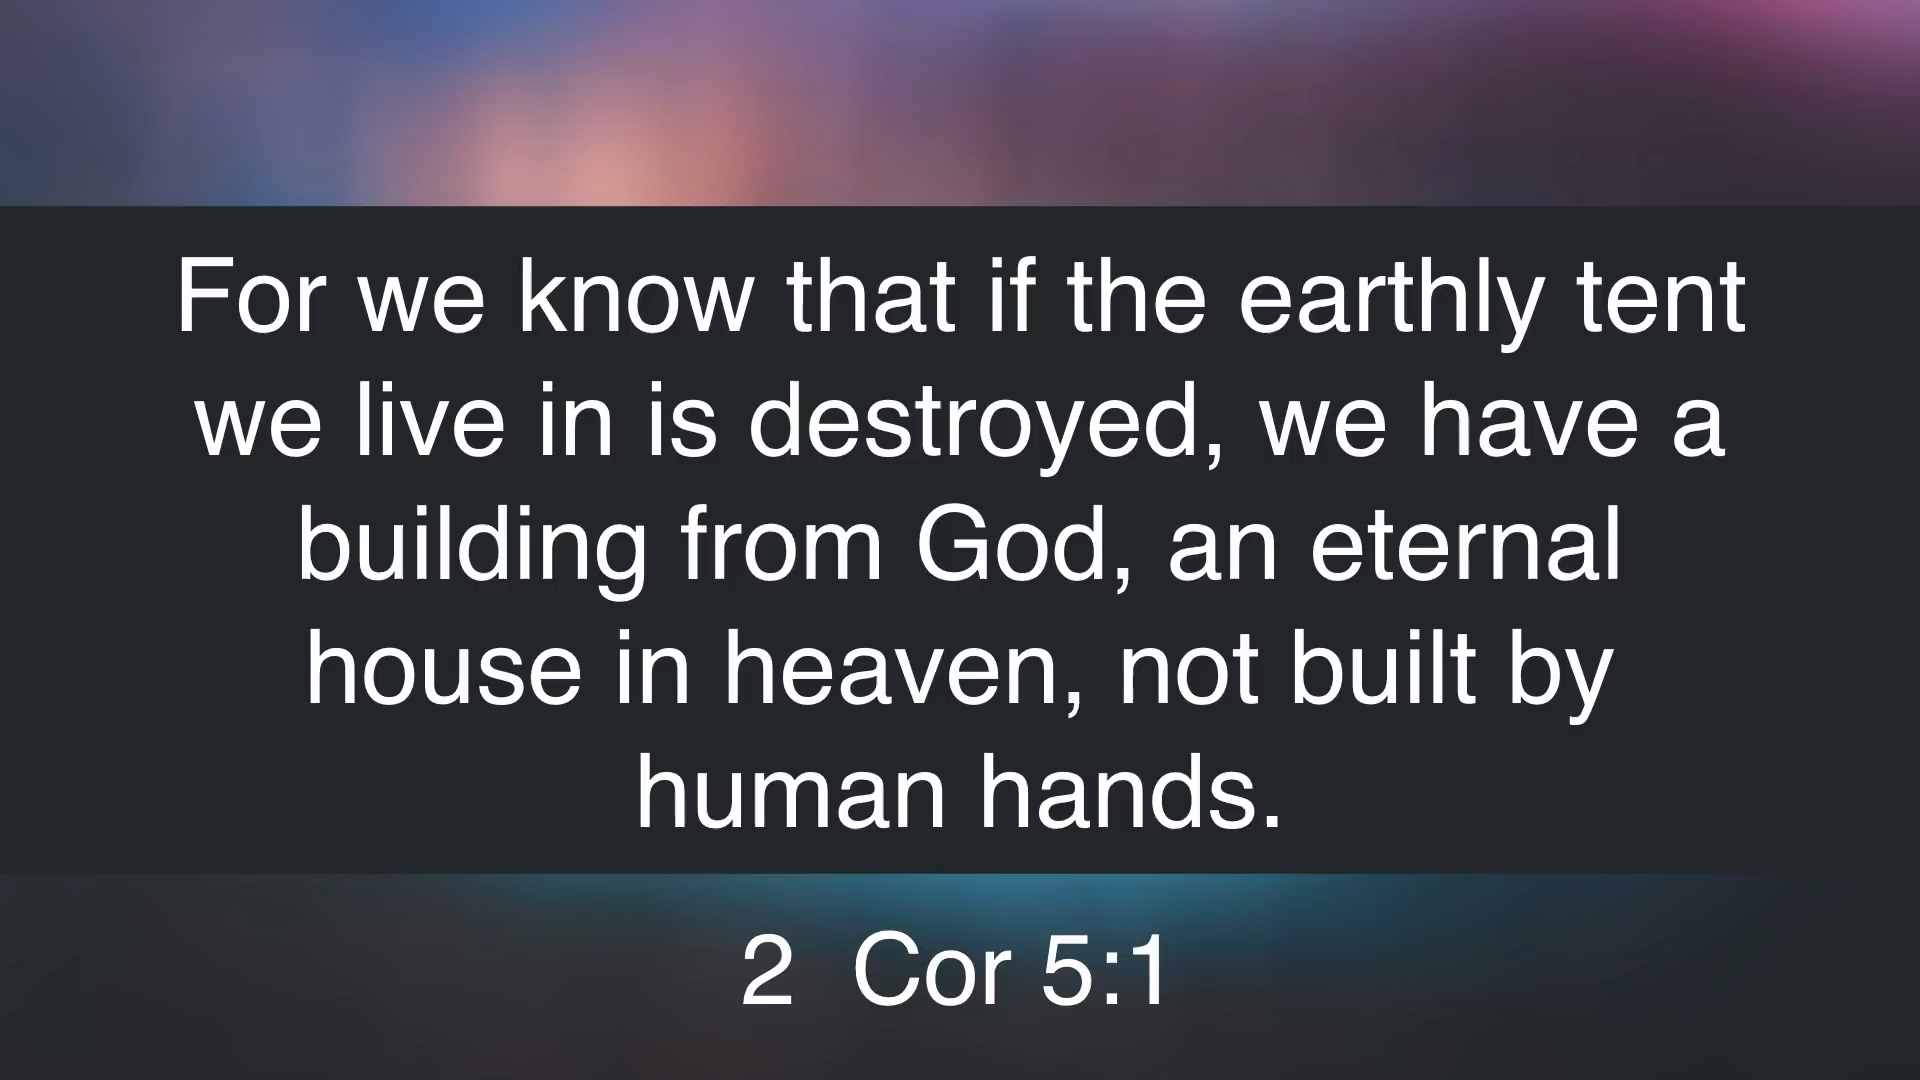 For we know that if the earthly tent
we live in is destroyed, we have a
building from God, an eternal
house in heaven, not built by
human hands.
2  Cor 5:1